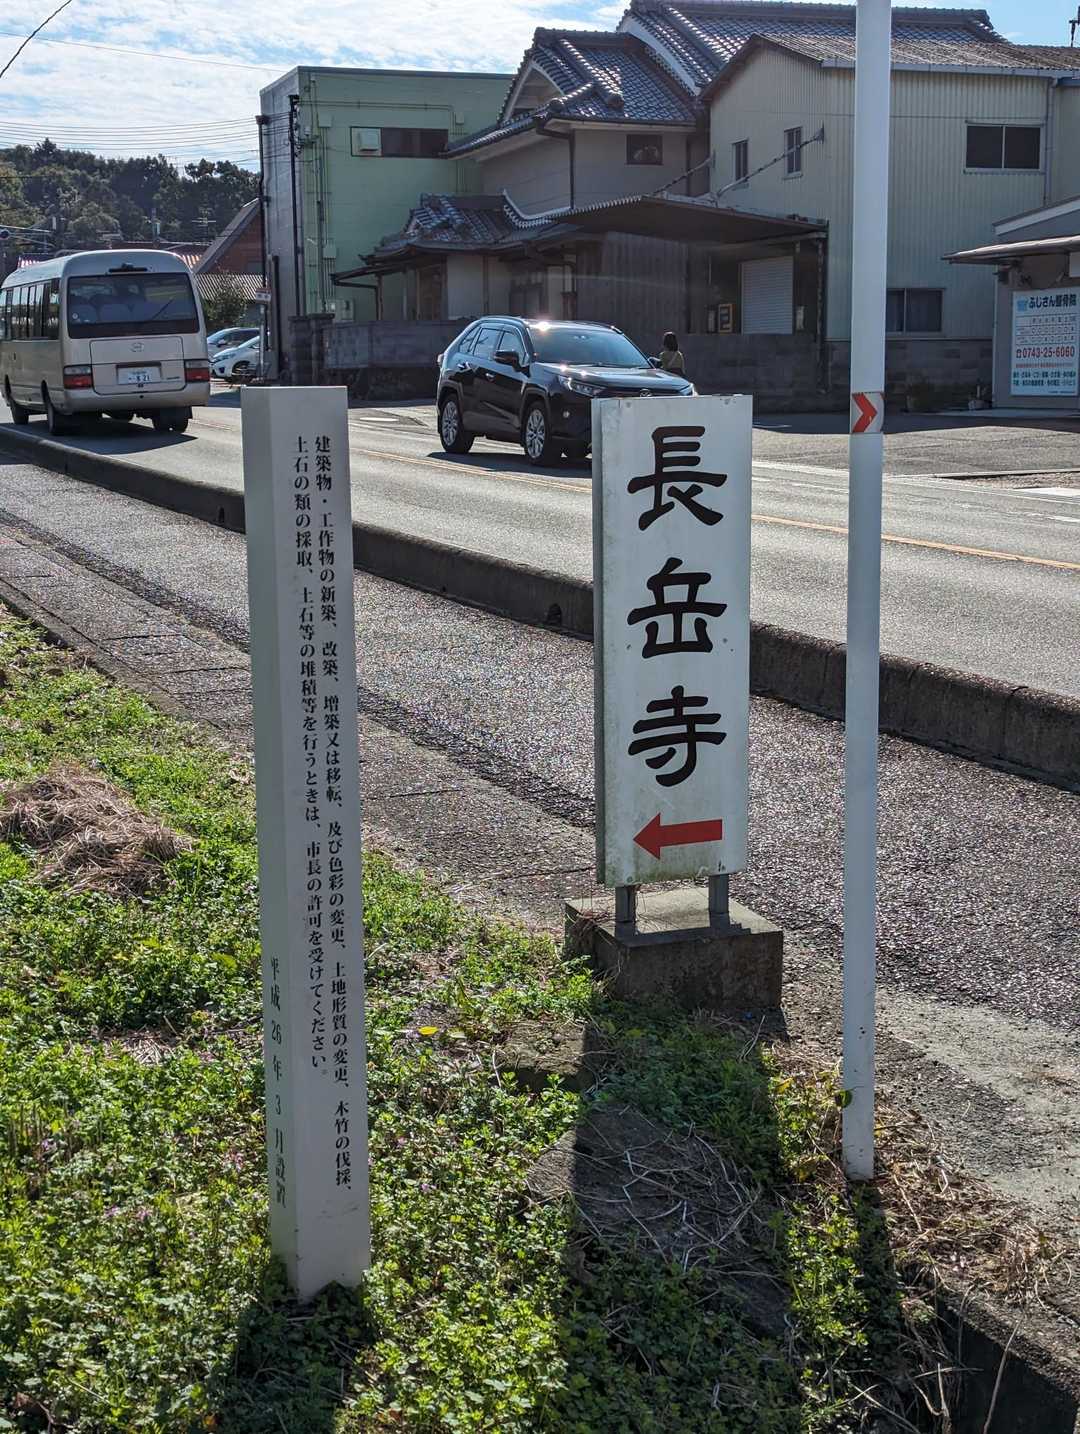 建築物・工作物の新築、改築、増築又は移転、及び色彩の変更、土地形質の変更、木竹の伐採、
土石の類の採取、土石等の堆積等を行うときは、市長の許可を受けてください。
平成26年3月設置
長岳寺
ふじさん整骨院
0743-25-6060
821